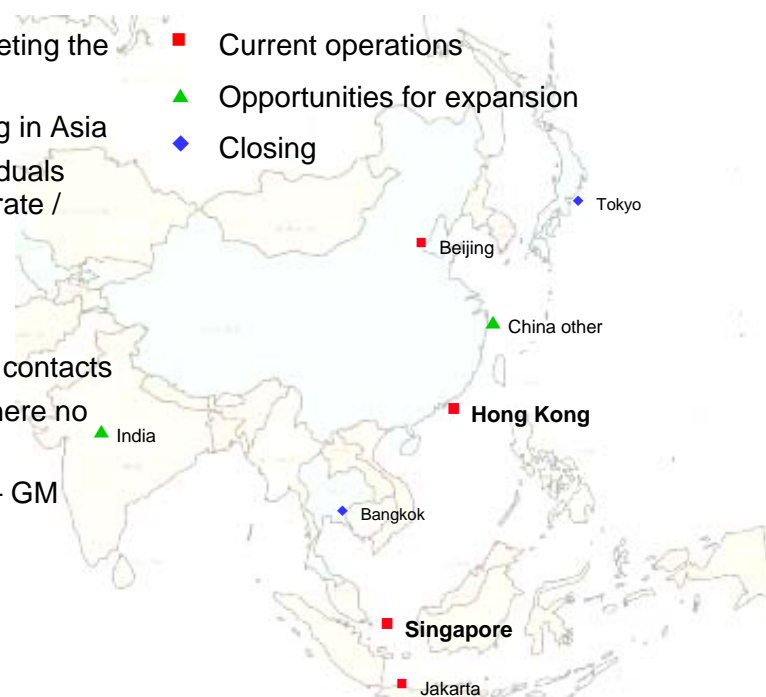 eting the
g in Asia
duals
rate /
contacts
here no
- GM
Current operations
Opportunities for expansion
Closing
Tokyo
Beijing
China other
Hong Kong
India
Bangkok
Singapore
Jakarta